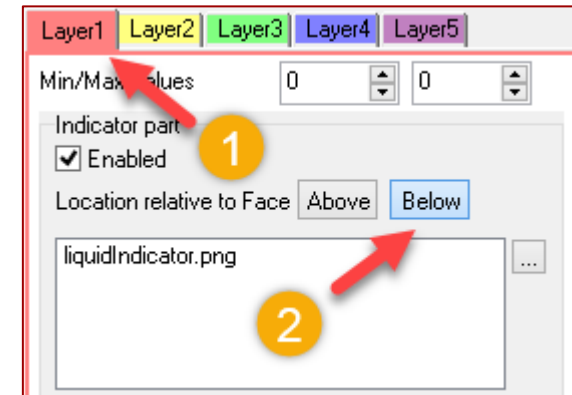 Layer1 Layer2 Layer3 Layer4 Layer5
Min/Max 0 0
Indicator part
Enabled
1
Location relative to Face Above Below
liquidIndicator.png ...
2